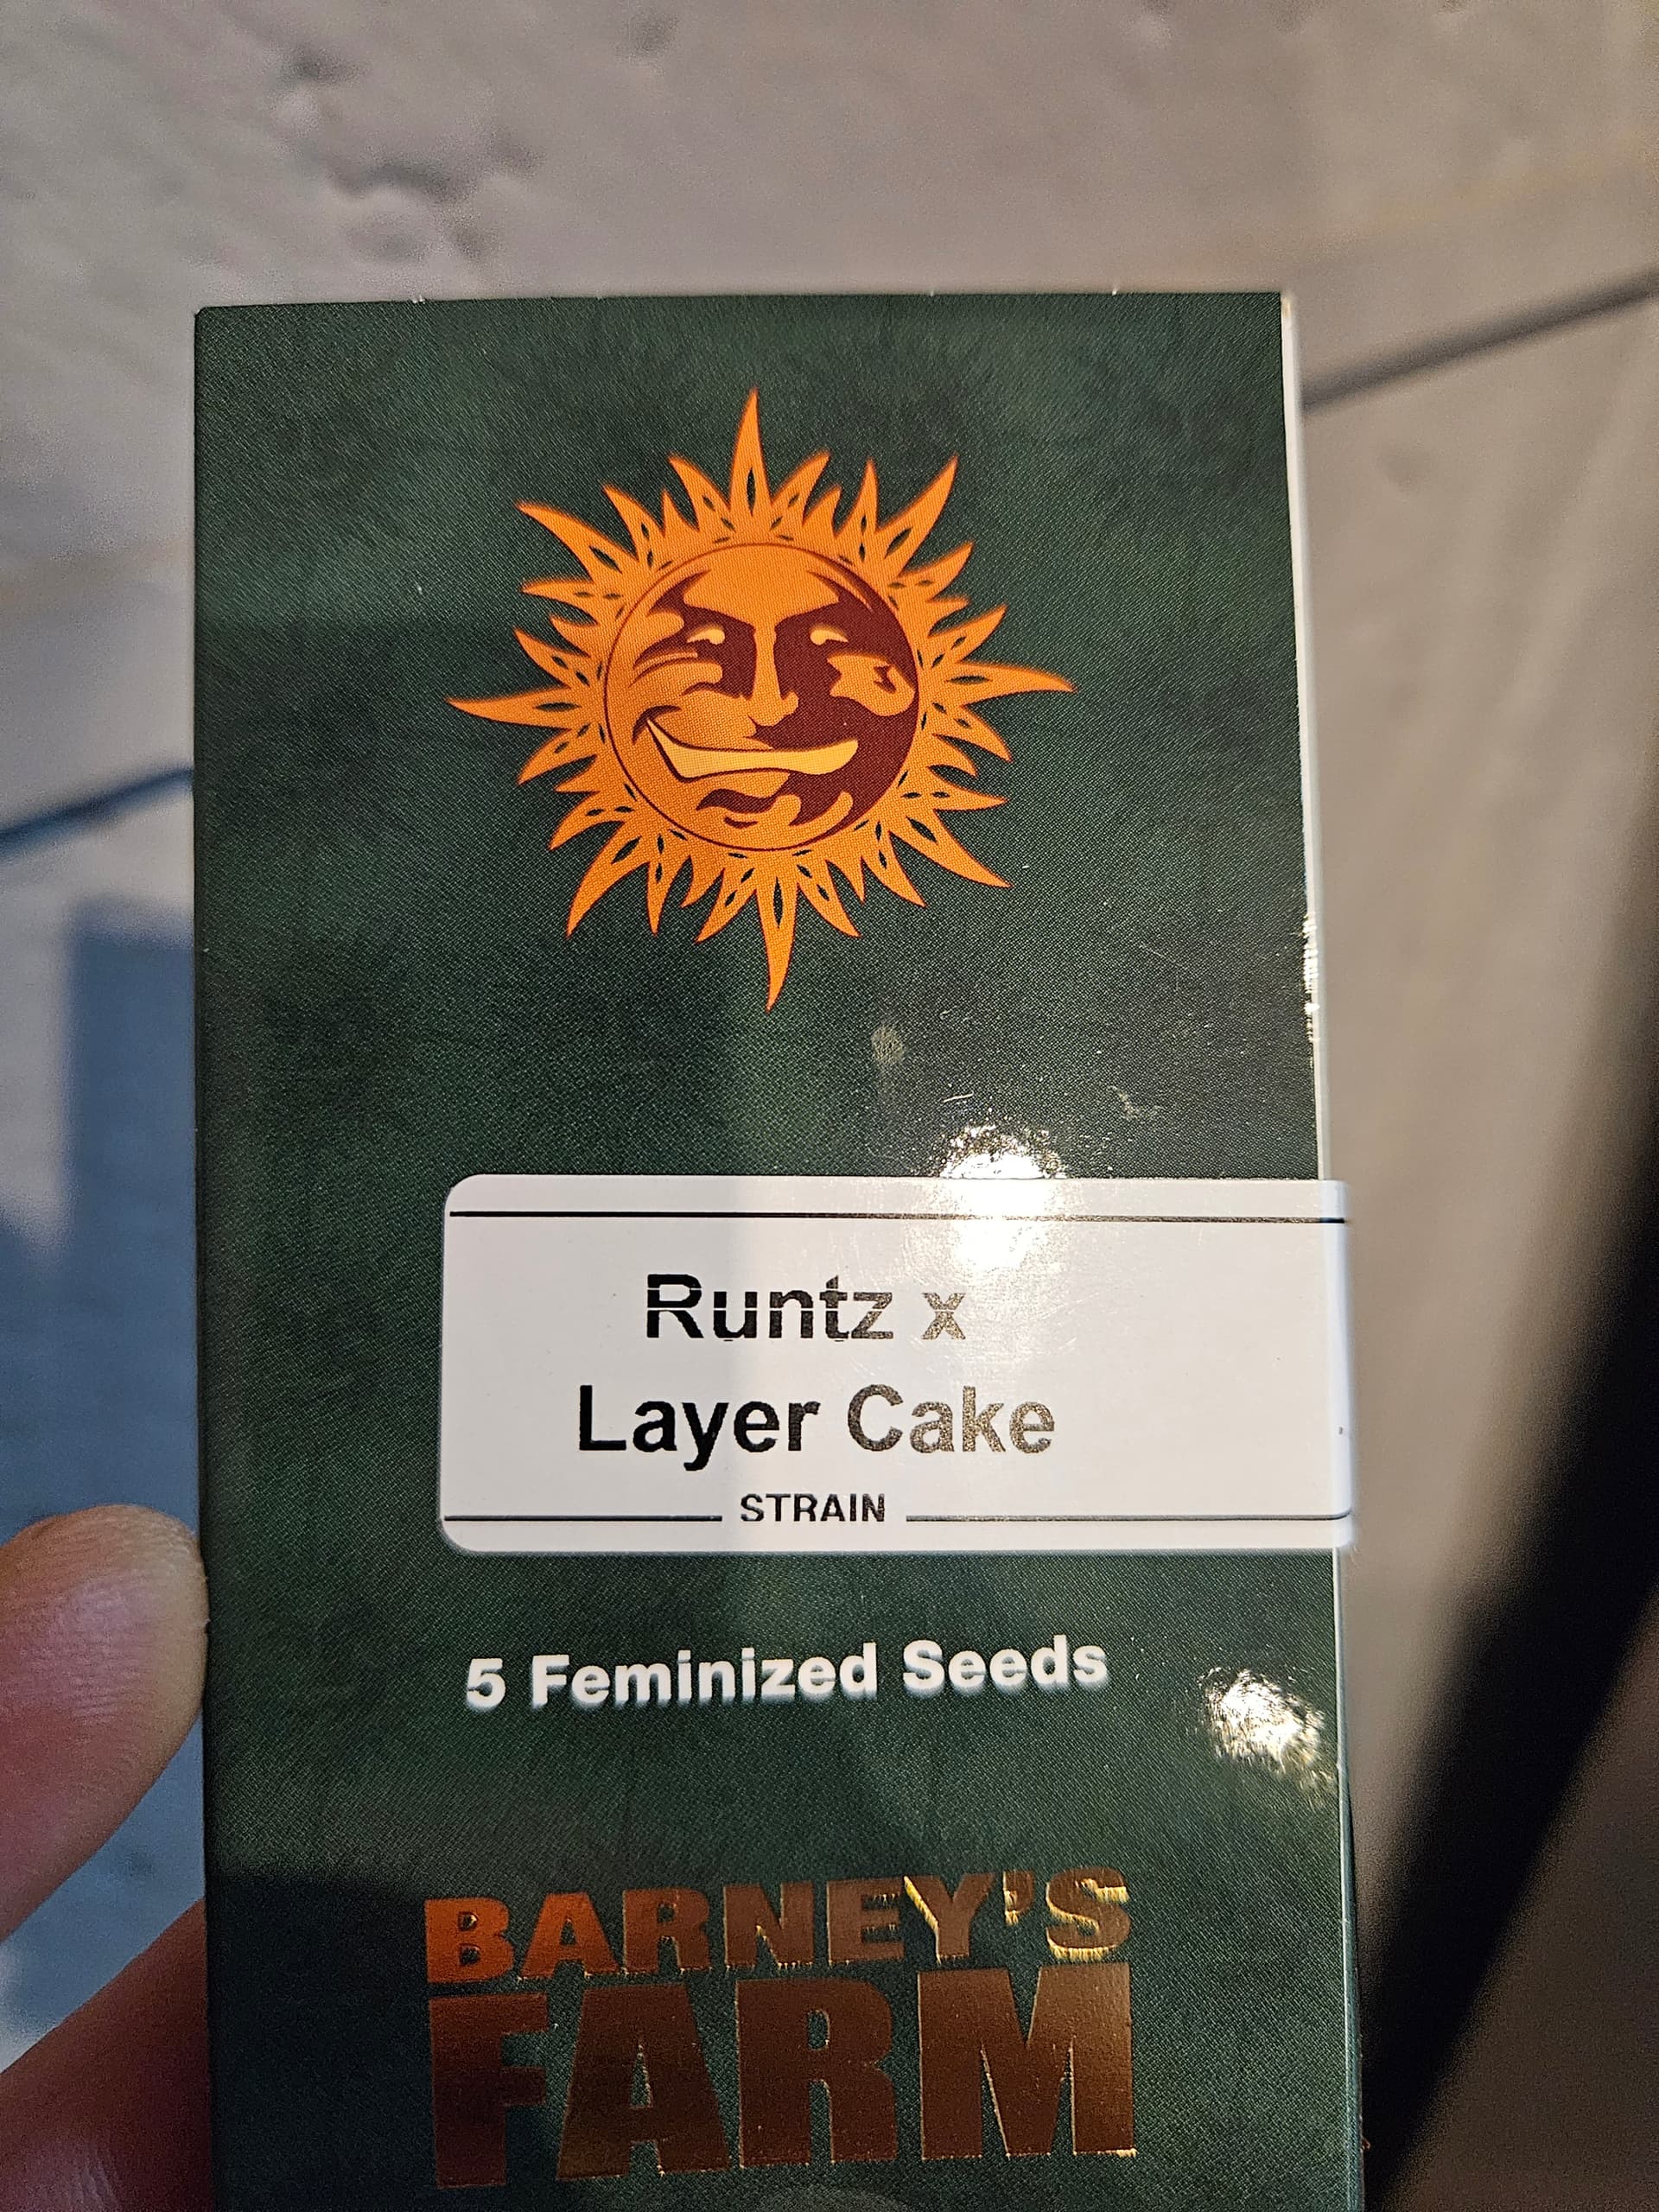 Runtz x
Layer Cake
STRAIN
5 Feminized Seeds
BARNEY'S
FARM